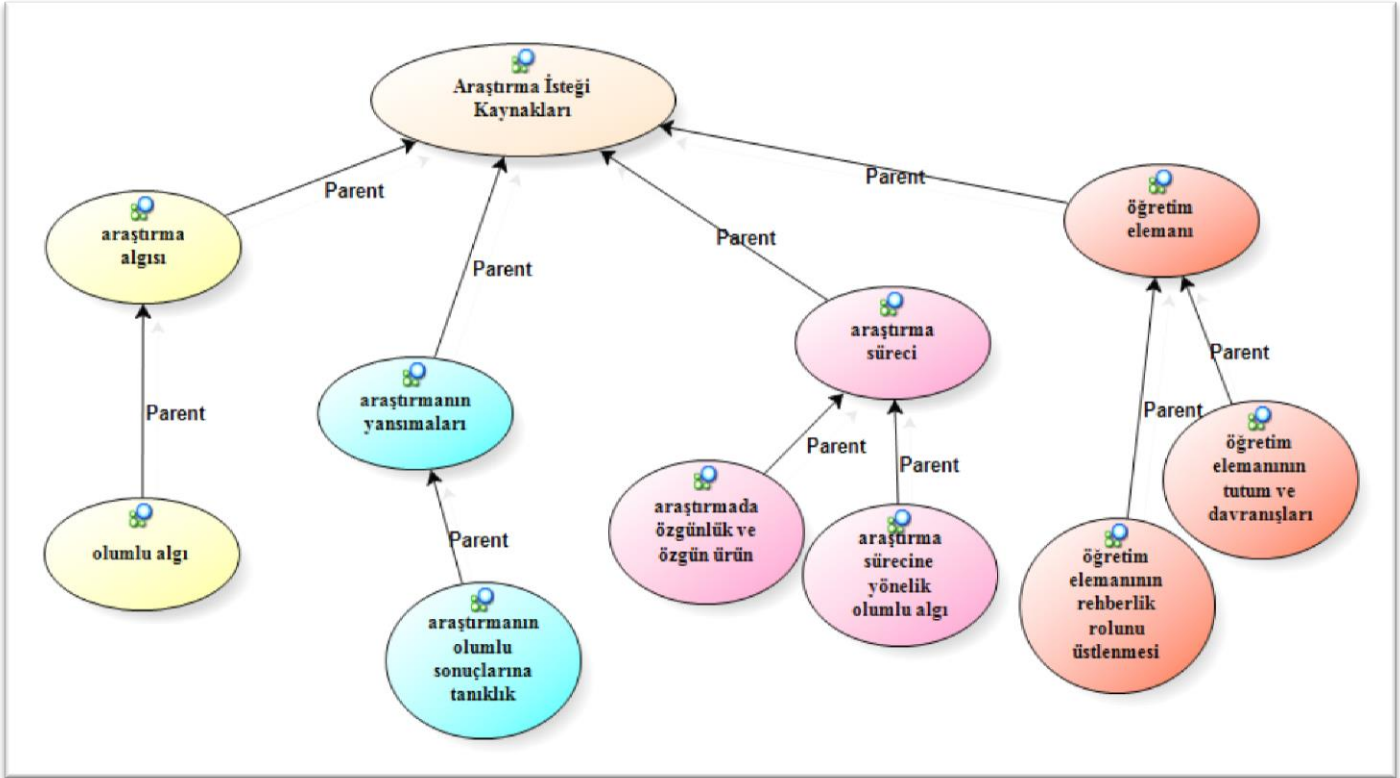 Araştırma İsteği
Kaynakları
Parent
Parent
Parent
Parent
araştırma
algısı
öğretim
elemanı
araştırmanın
yansımaları
araştırma
süreci
Parent
Parent
Parent
Parent
Parent
Parent
olumlu algı
araştırmanın
olumlu
sonuçlarına
tanıklık
araştırmada
özgünlük ve
özgün ürün
araştırma
sürecine
yönelik
olumlu algı
öğretim
elemanının
rehberlik
rolunu
üstlenmesi
öğretim
elemanının
tutum ve
davranışları